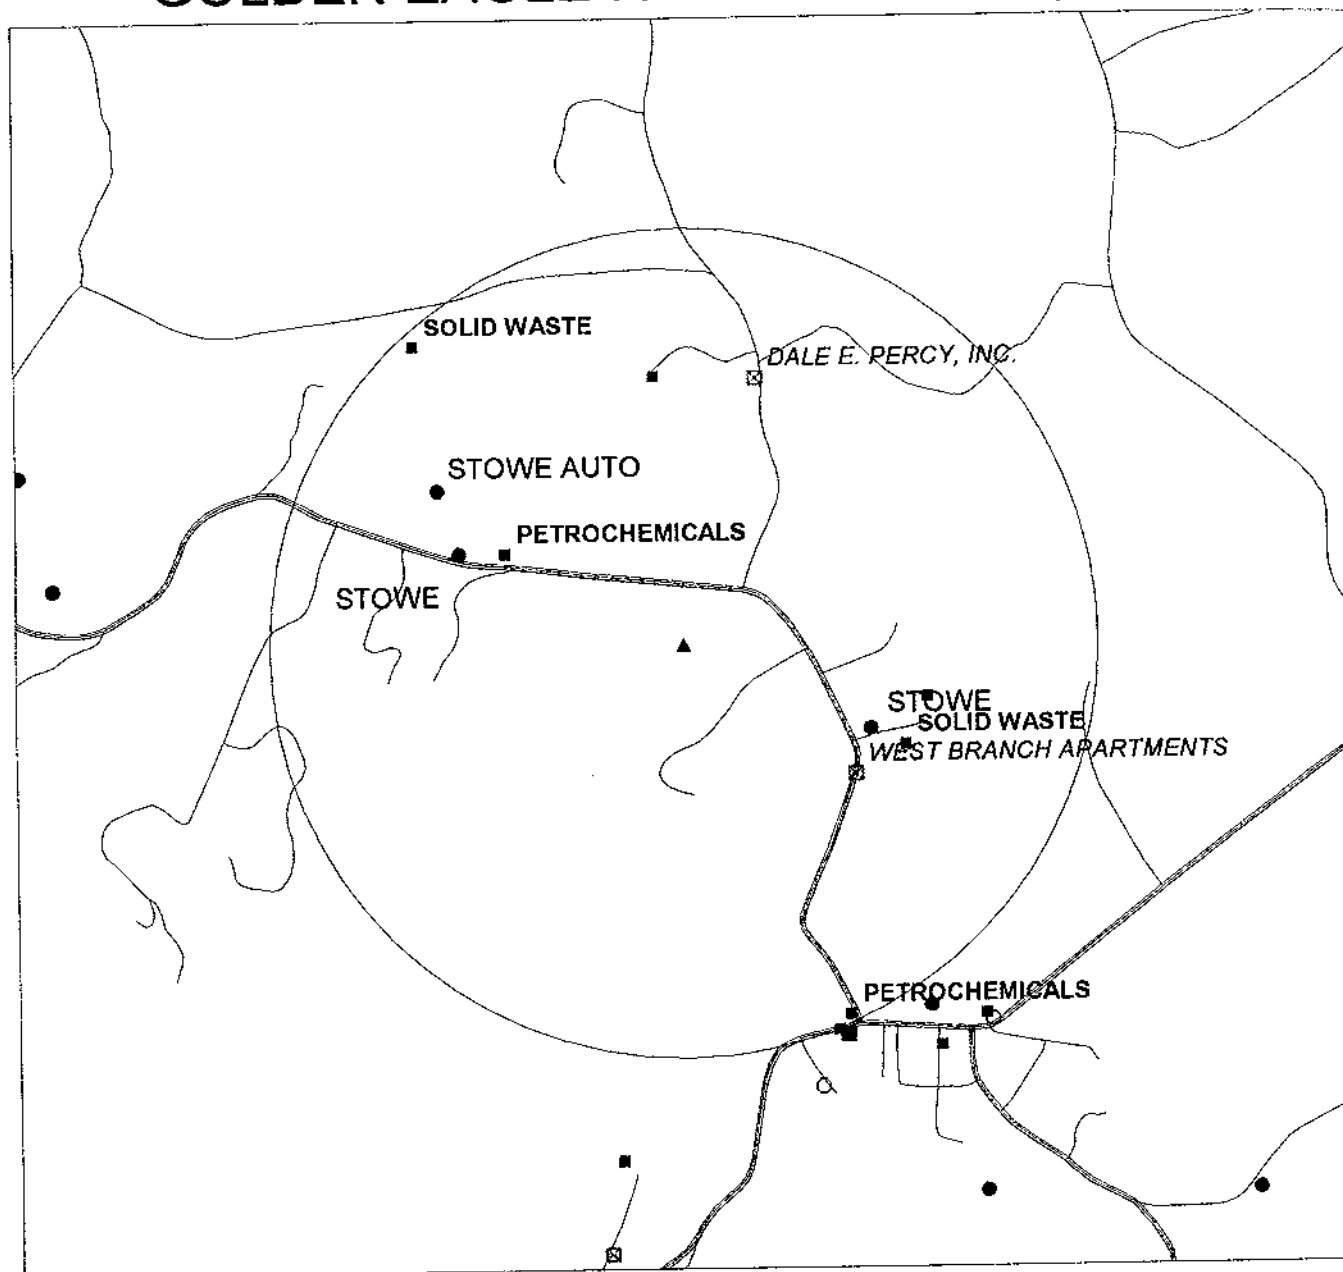 SOLID WASTE
DALE E. PERCY, INC.
STOWE AUTO
PETROCHEMICALS
STOWE
STOWE
SOLID WASTE
WEST BRANCH APARTMENTS
PETROCHEMICALS